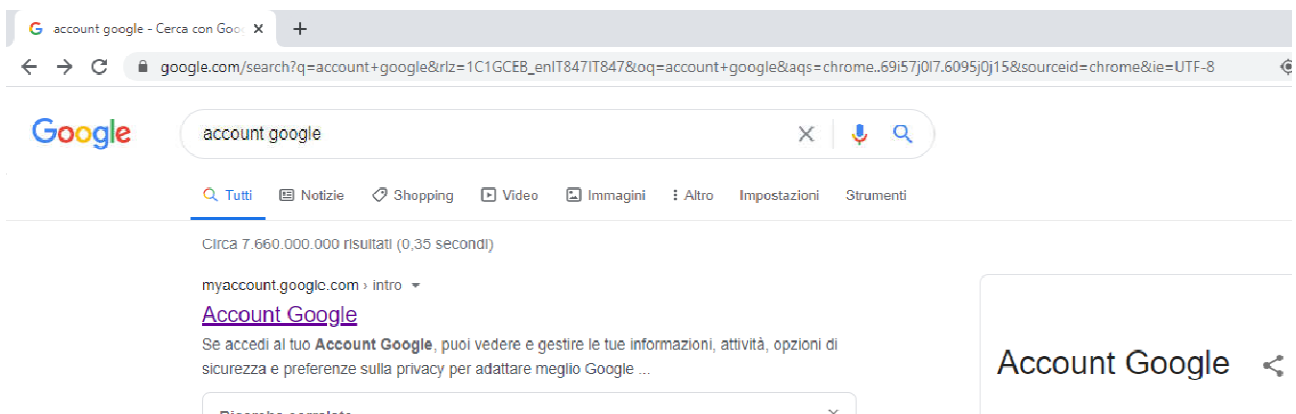 account google - Cerca con Goo
google.com/search?q=account+google&rlz=1C1GCEB_enIT847IT847&oq=account+google&aqs=chrome..69i57j0l7.6095j0j15&sourceid=chrome&ie=UTF-8
Google
account google
Tutti Notizie Shopping Video Immagini Altro Impostazioni Strumenti
Circa 7.660.000.000 risultati (0,35 secondi)
myaccount.google.com › intro
Account Google
Se accedi al tuo Account Google, puoi vedere e gestire le tue informazioni, attività, opzioni di
sicurezza e preferenze sulla privacy per adattare meglio Google ...
Account Google